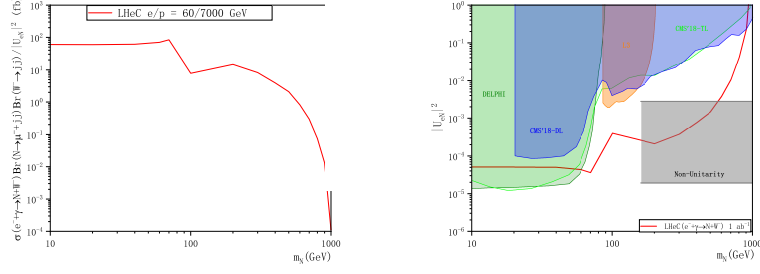 LHeC e/p = 60/7000 GeV
σ(e⁻+γ→N+W⁻)Br(N→μ⁻+jj)Br(W⁻→jj)/|U_eN|² (fb
10³
10²
10¹
10⁰
10⁻¹
10⁻²
10⁻³
10⁻⁴
10
100
1000
m_N(GeV)
|U_eN|²
10⁰
10⁻¹
10⁻²
10⁻³
10⁻⁴
10⁻⁵
10⁻⁶
CMS'18-TL
DELPHI
CMS'18-DL
Non-Unitarity
LHeC(e⁻+γ→N+W⁻) 1 ab⁻¹
10
100
1000
m_N(GeV)